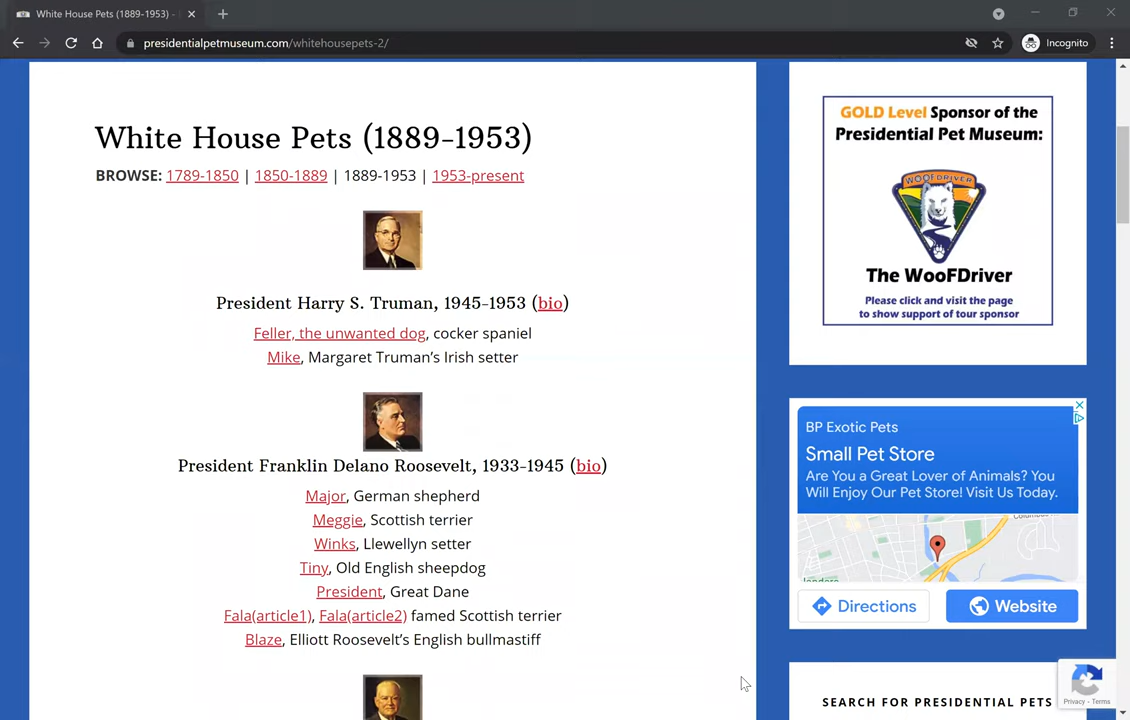 White House Pets (1889-1953) -
presidentialpetmuseum.com/whitehousepets-2/
Incognito
White House Pets (1889-1953)
BROWSE: 1789-1850 | 1850-1889 | 1889-1953 | 1953-present
President Harry S. Truman, 1945-1953 (bio)
Feller, the unwanted dog, cocker spaniel
Mike, Margaret Truman’s Irish setter
President Franklin Delano Roosevelt, 1933-1945 (bio)
Major, German shepherd
Meggie, Scottish terrier
Winks, Llewellyn setter
Tiny, Old English sheepdog
President, Great Dane
Fala(article1), Fala(article2) famed Scottish terrier
Blaze, Elliott Roosevelt’s English bullmastiff
GOLD Level Sponsor of the
Presidential Pet Museum:
WOOFDRIVER
The WooFDriver
Please click and visit the page
to show support of tour sponsor
BP Exotic Pets
Small Pet Store
Are You a Great Lover of Animals? You
Will Enjoy Our Pet Store! Visit Us Today.
Directions
Website
SEARCH FOR PRESIDENTIAL PETS
Privacy - Terms